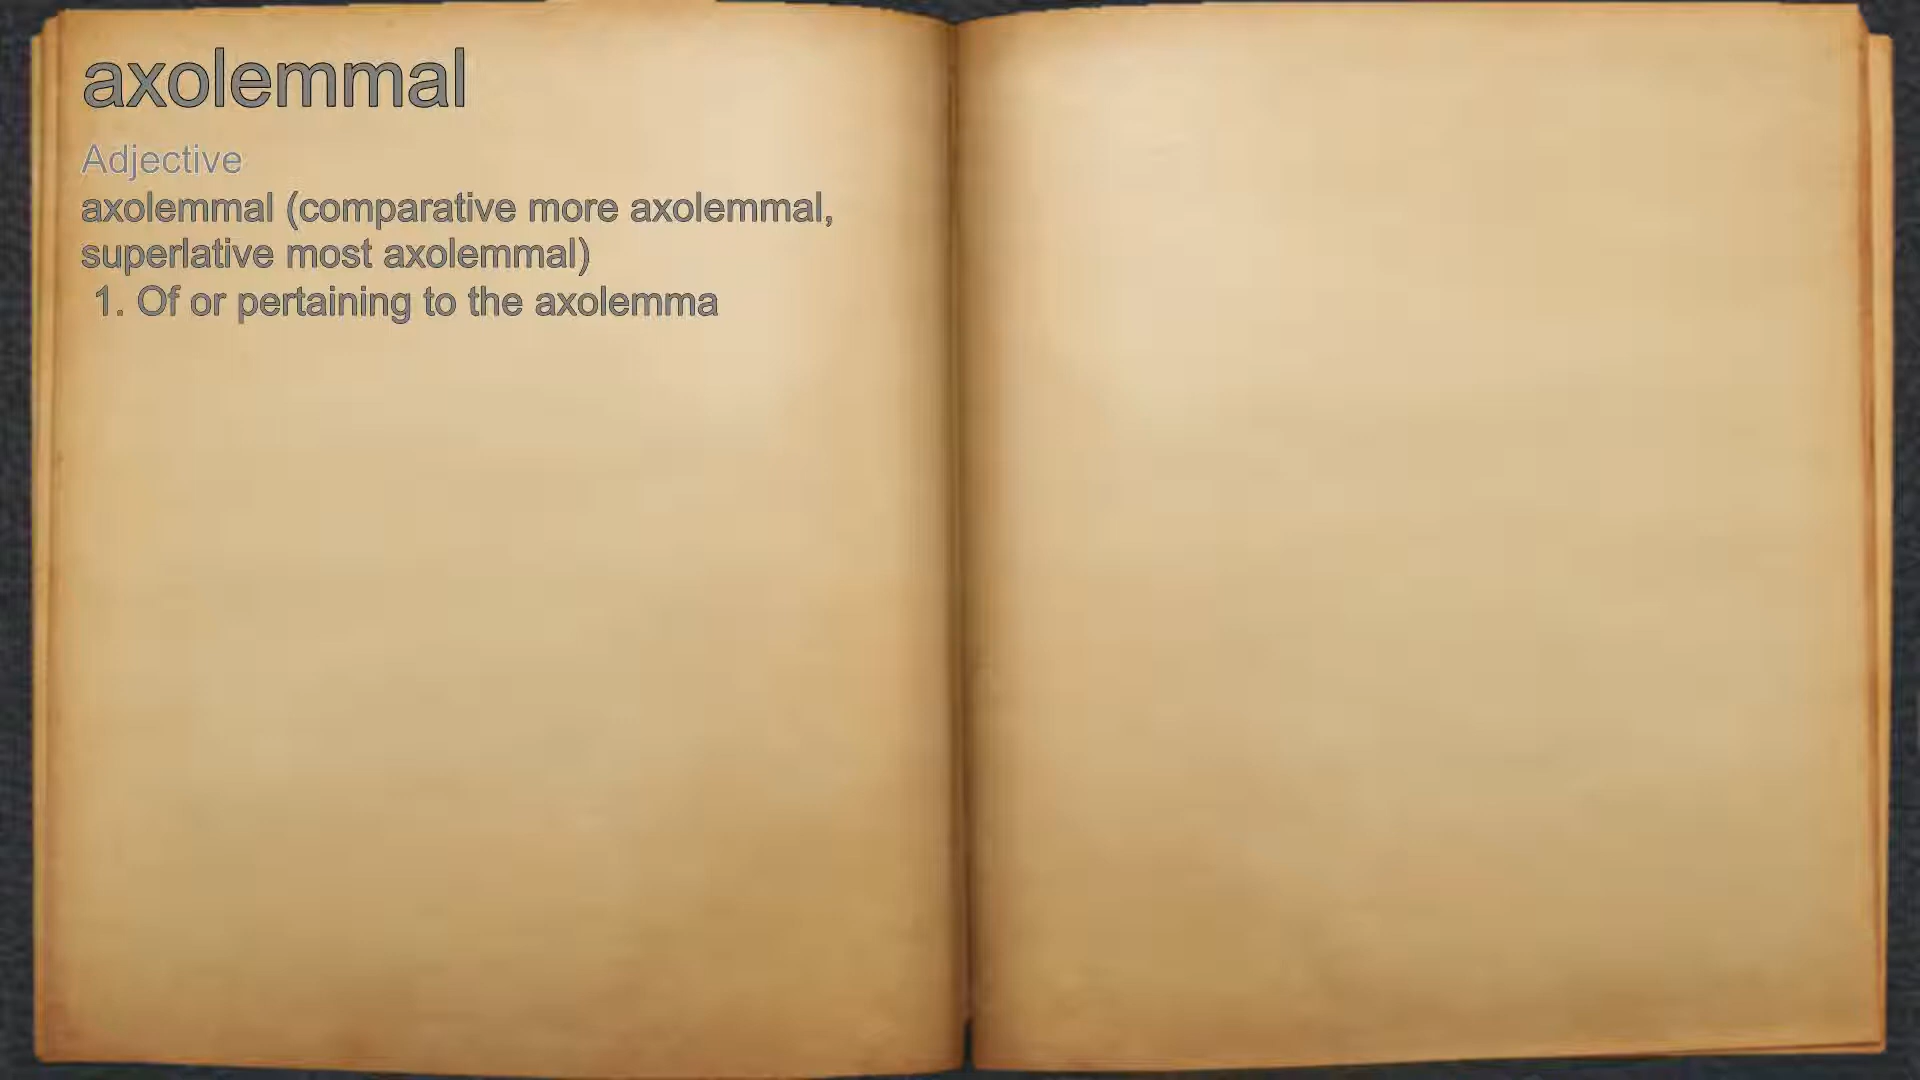 axolemmal
Adjective
axolemmal (comparative more axolemmal,
superlative most axolemmal)
1. Of or pertaining to the axolemma